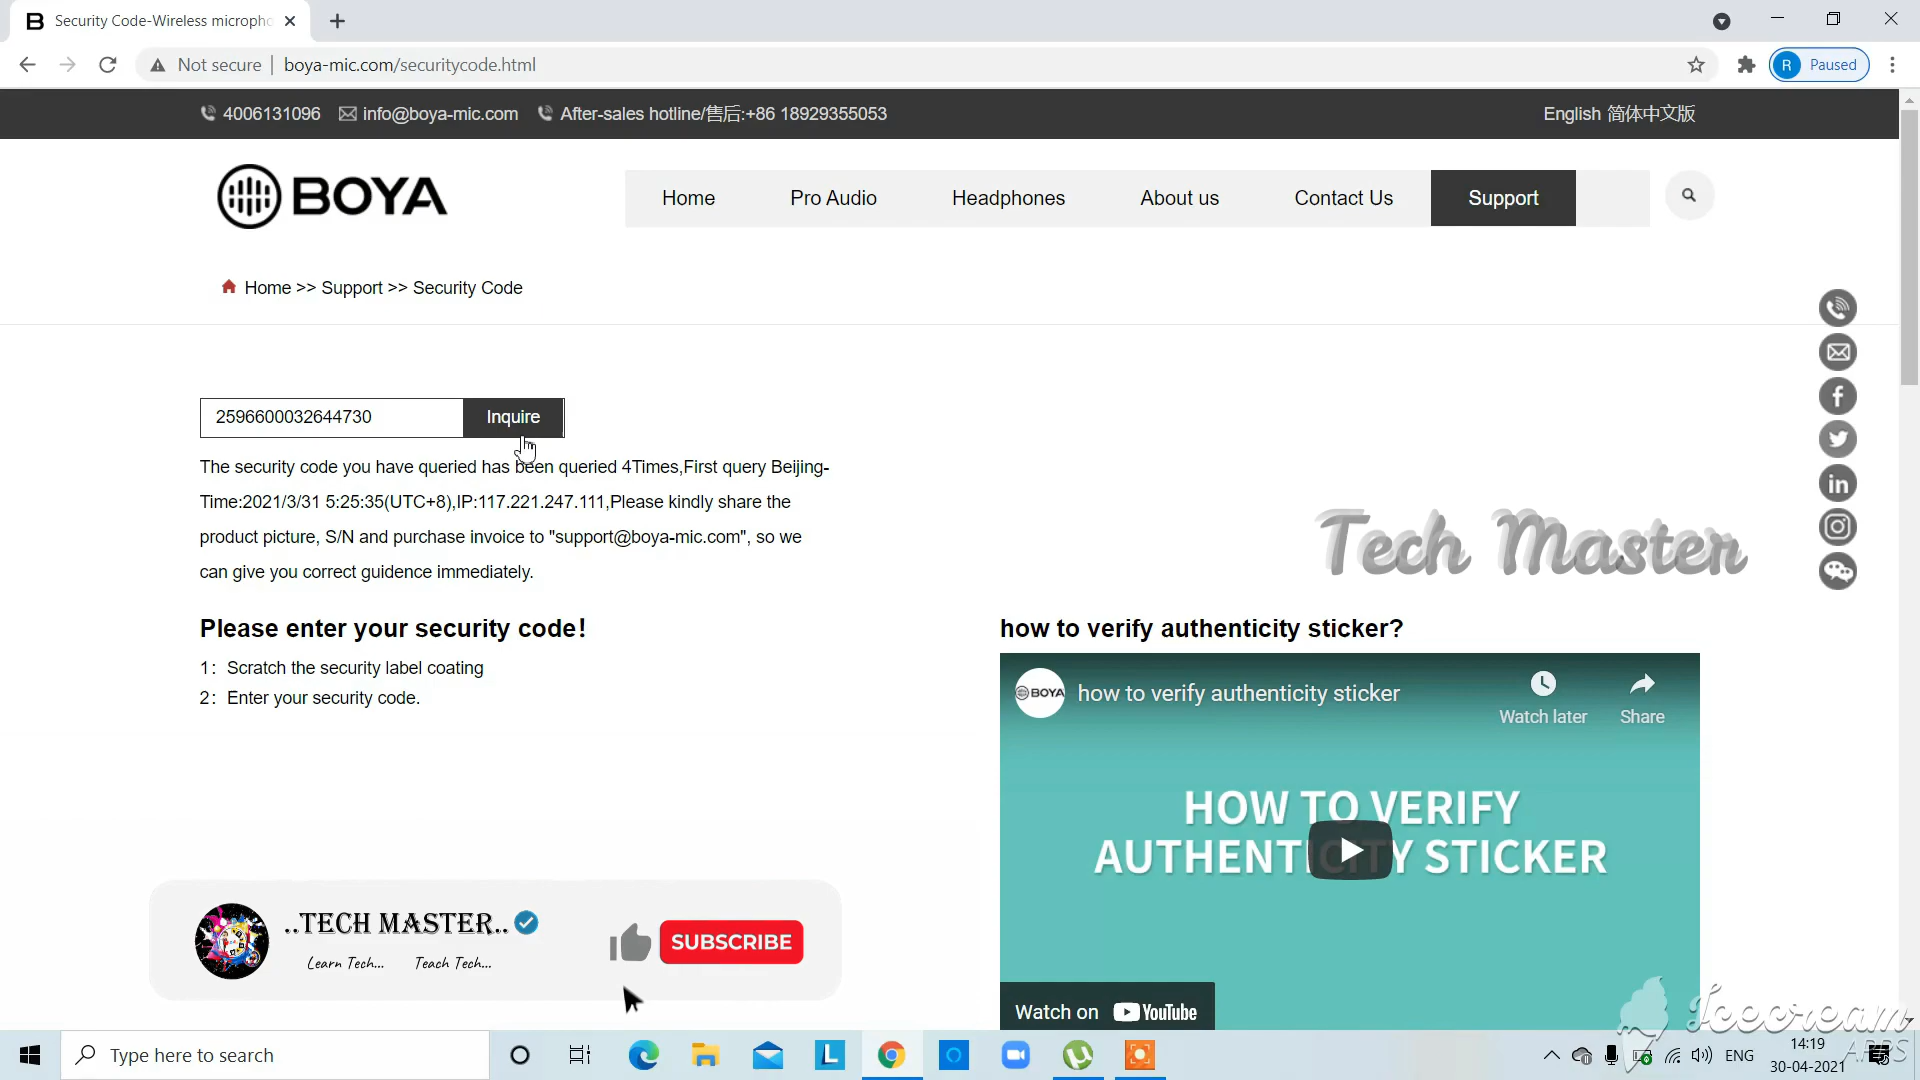 Security Code-Wireless micropho
Not secure
boya-mic.com/securitycode.html
R Paused
4006131096 info@boya-mic.com After-sales hotline/售后:+86 18929355053
English 简体中文版
BOYA
Home Pro Audio Headphones About us Contact Us Support
Home >> Support >> Security Code
2596600032644730 Inquire
The security code you have queried has been queried 4Times,First query Beijing-
Time:2021/3/31 5:25:35(UTC+8),IP:117.221.247.111,Please kindly share the
product picture, S/N and purchase invoice to "support@boya-mic.com", so we
can give you correct guidence immediately.
Tech Master
Please enter your security code!
1: Scratch the security label coating
2: Enter your security code.
how to verify authenticity sticker?
BOYA how to verify authenticity sticker
Watch later Share
HOW TO VERIFY
AUTHENTICITY STICKER
Watch on YouTube
..TECH MASTER..
Learn Tech... Teach Tech...
SUBSCRIBE
Icecream
APPS
Type here to search
ENG
14:19
30-04-2021